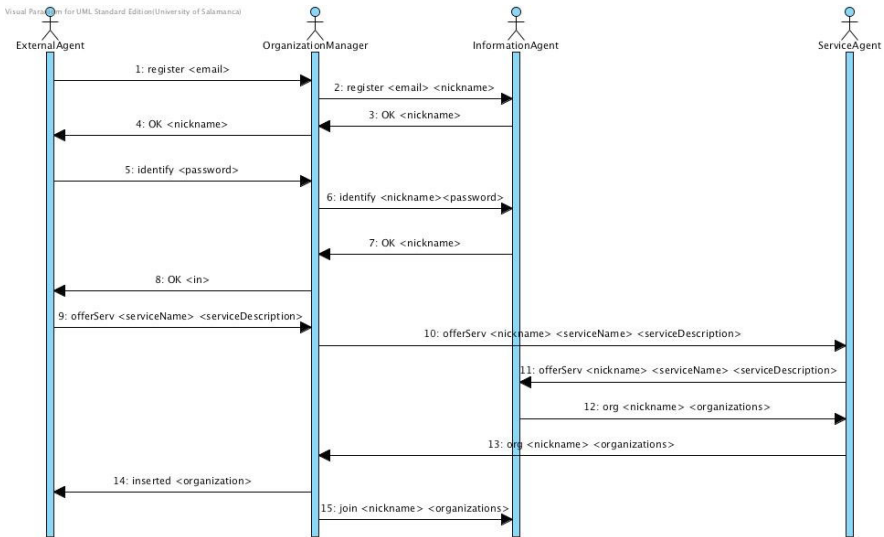 Visual Paradigm for UML Standard Edition(University of Salamanca)
ExternalAgent
OrganizationManager
InformationAgent
ServiceAgent
1: register <email>
2: register <email> <nickname>
3: OK <nickname>
4: OK <nickname>
5: identify <password>
6: identify <nickname><password>
7: OK <nickname>
8: OK <in>
9: offerServ <serviceName> <serviceDescription>
10: offerServ <nickname> <serviceName> <serviceDescription>
11: offerServ <nickname> <serviceName> <serviceDescription>
12: org <nickname> <organizations>
13: org <nickname> <organizations>
14: inserted <organization>
15: join <nickname> <organizations>